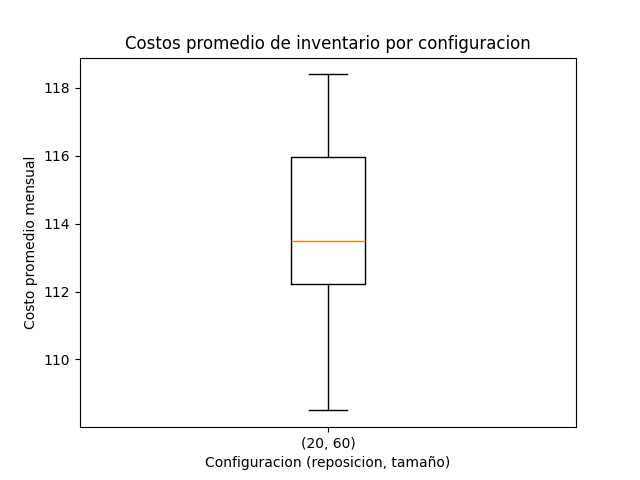 Costos promedio de inventario por configuracion
118
116
114
112
110
Costo promedio mensual
(20, 60)
Configuracion (reposicion, tamaño)